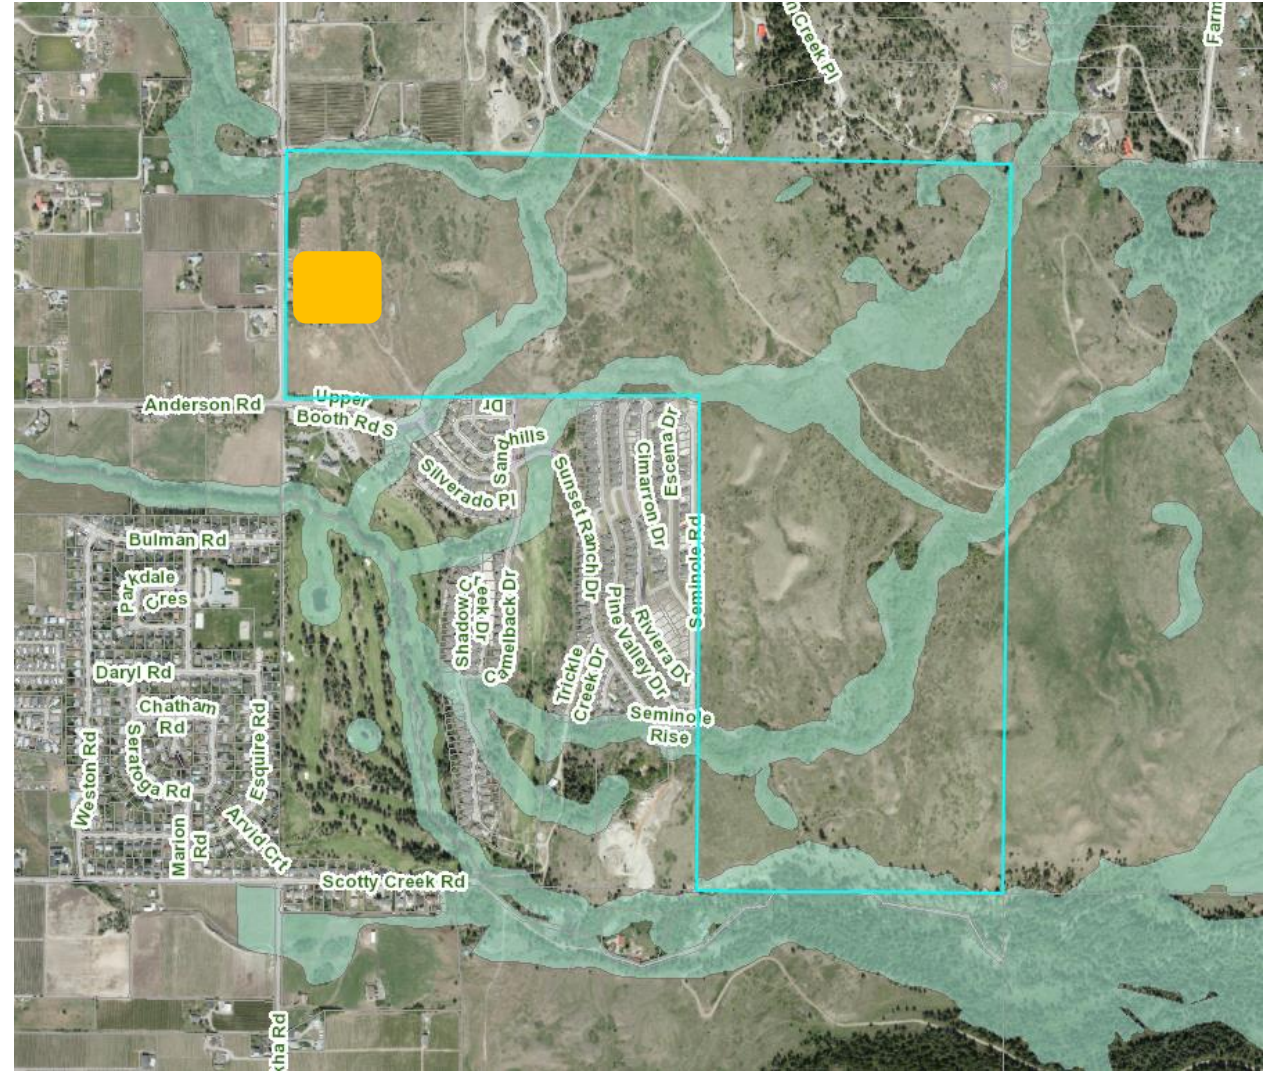 n Creek Pl
Farm
Anderson Rd
Upper
Booth Rd S
Dr
Sandhills
Silverado Pl
Sunset Ranch Dr
Cimarron Dr
Escena Dr
Seminole Rd
Bulman Rd
Parkdale
Cres
Shadow
Creek Dr
Camelback Dr
Pine Valley Dr
Riviera Dr
Trickle
Creek Dr
Daryl Rd
Chatham
Rd
Seratoga Rd
Esquire Rd
Weston Rd
Seminole
Rise
Marion
Rd
Arvid Crt
Scotty Creek Rd
xha Rd